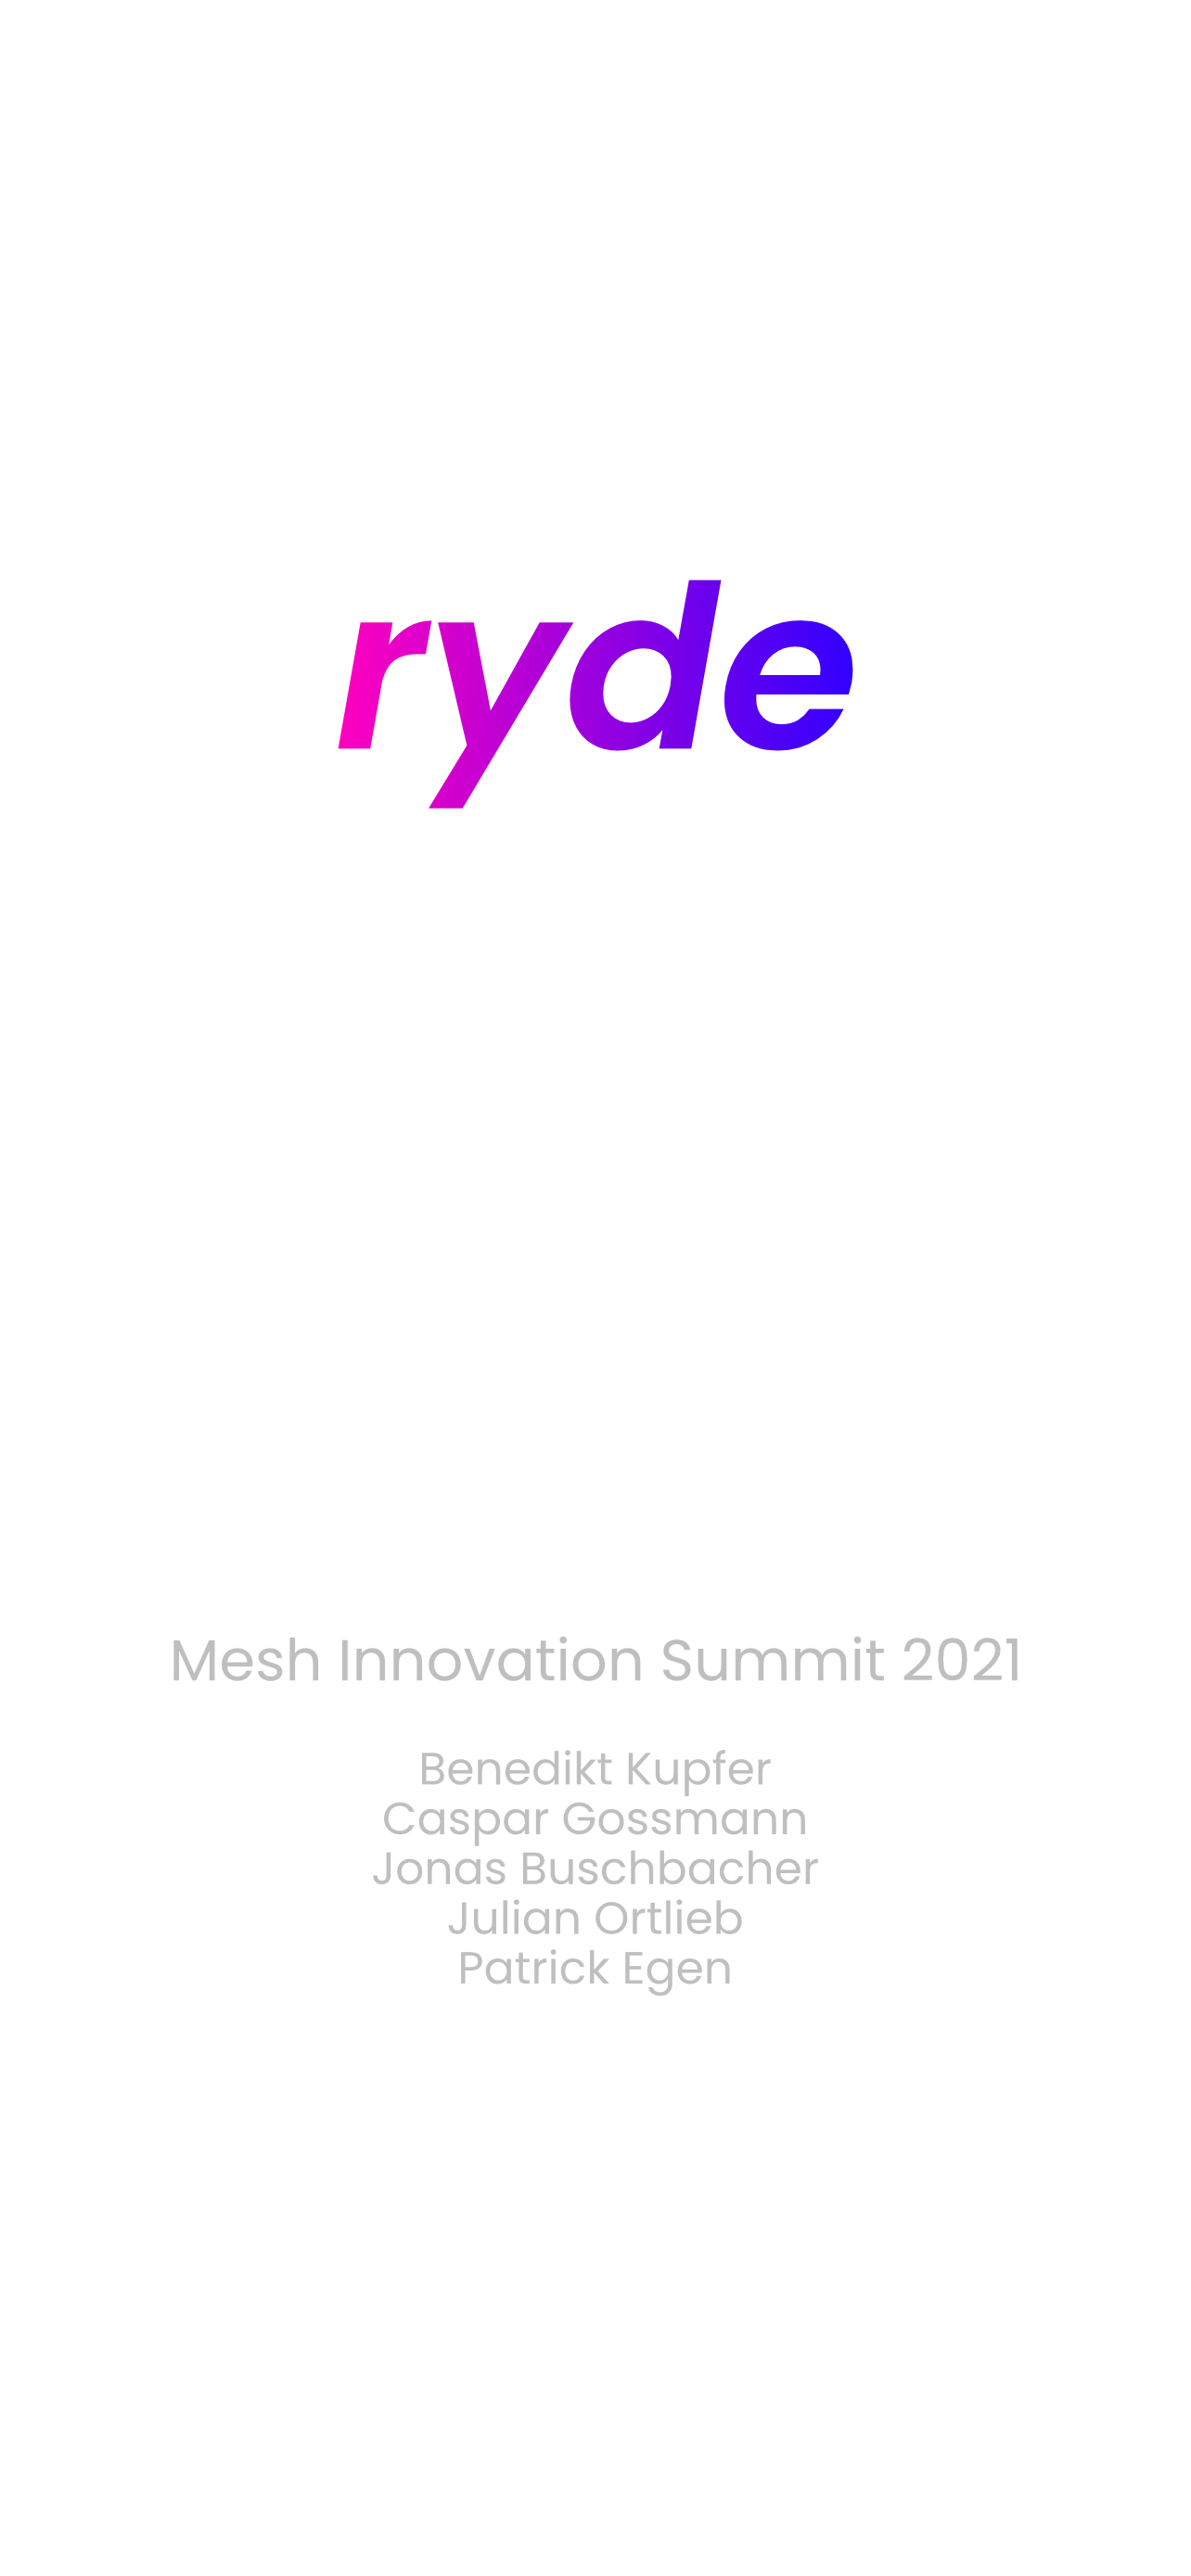 ryde
Mesh Innovation Summit 2021
Benedikt Kupfer
Caspar Gossmann
Jonas Buschbacher
Julian Ortlieb
Patrick Egen